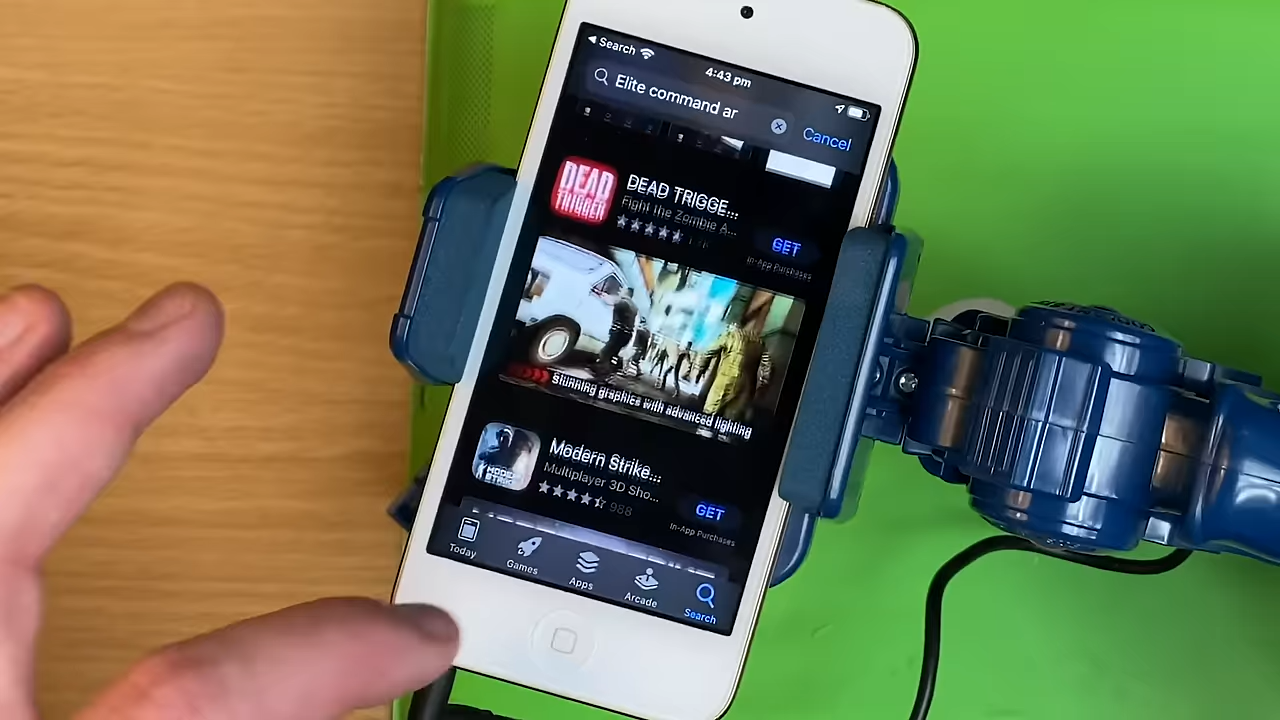 Search
4:43 pm
Elite command ar
Cancel
DEAD TRIGGER
DEAD TRIGGE...
Fight the Zombie A...
GET
In-App Purchases
Stunning graphics with advanced lighting
Modern Strike...
Multiplayer 3D Sho...
988
GET
In-App Purchases
Today
Games
Apps
Arcade
Search